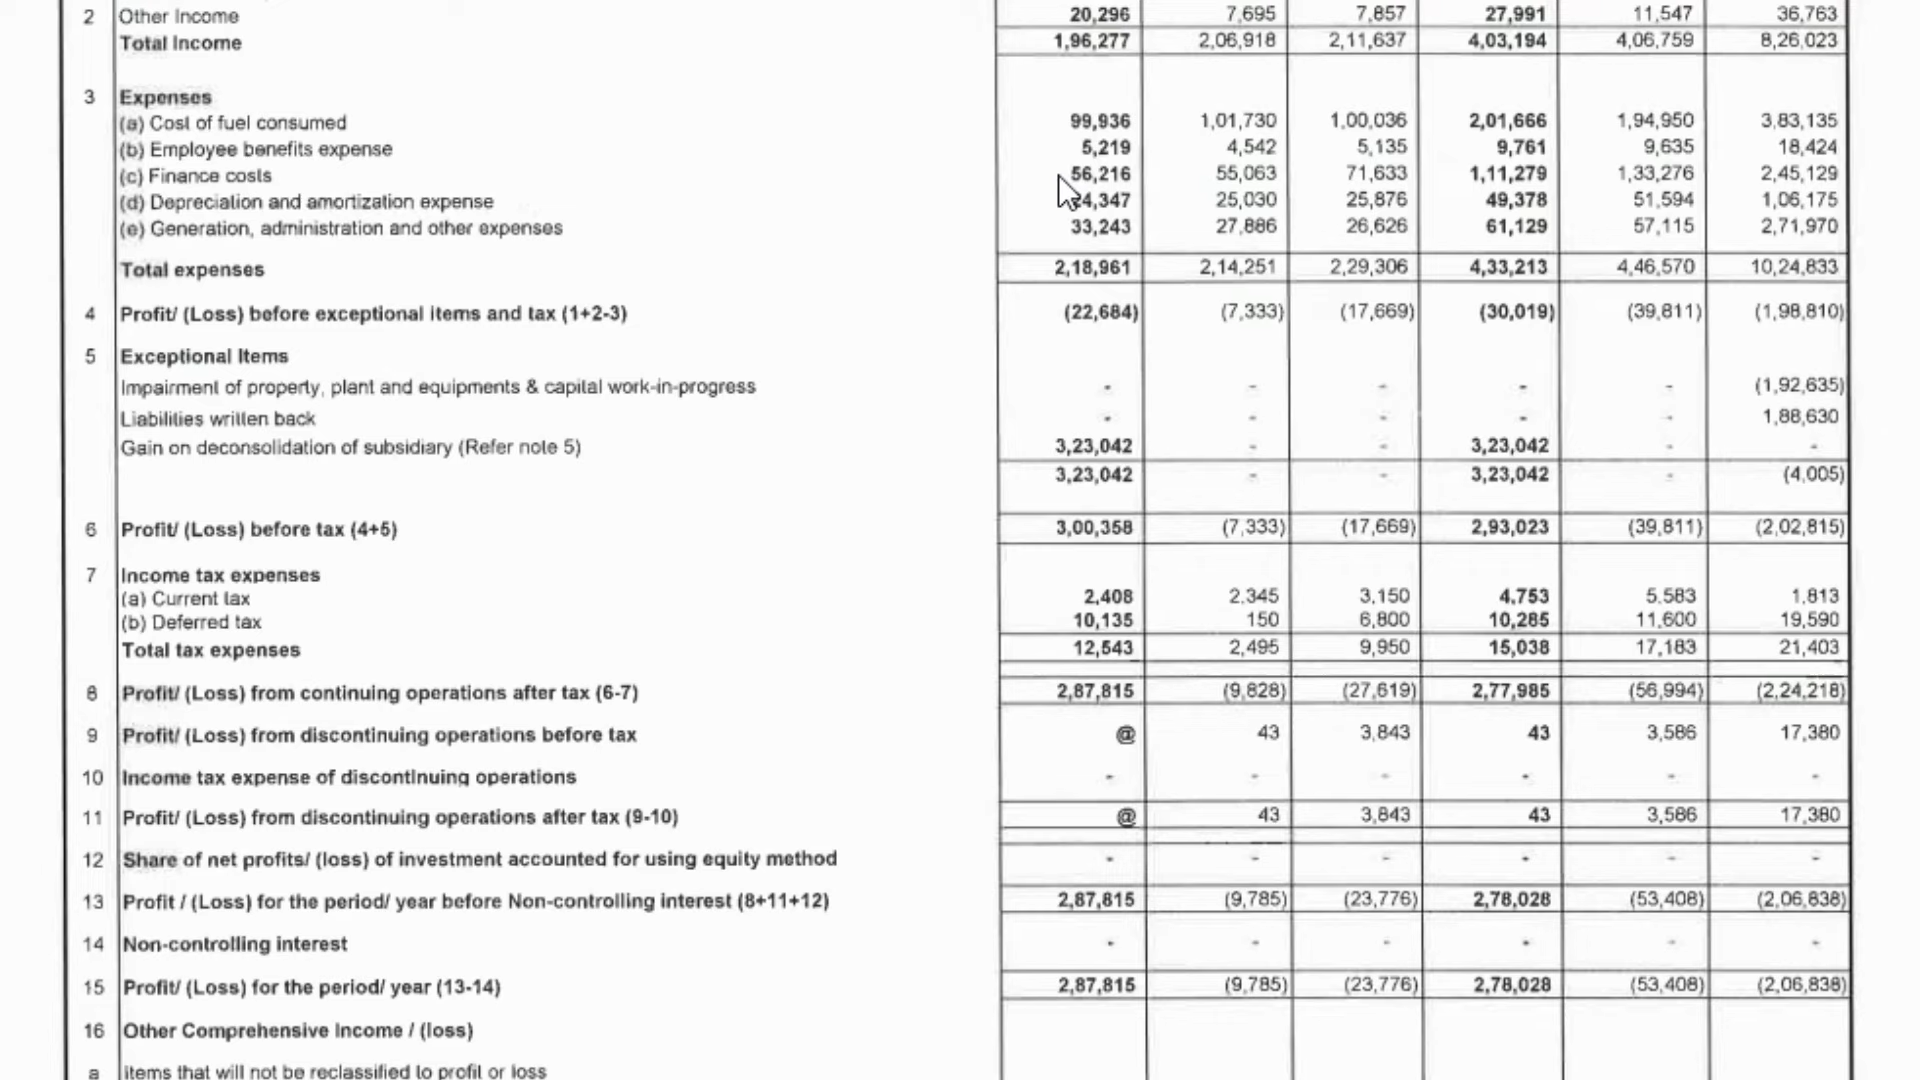 2 Other Income 20,296 7,695 7,857 27,991 11,547 36,763
Total Income 1,96,277 2,06,918 2,11,637 4,03,194 4,06,759 8,26,023
3 Expenses
(a) Cost of fuel consumed 99,936 1,01,730 1,00,036 2,01,666 1,94,950 3,83,135
(b) Employee benefits expense 5,219 4,542 5,135 9,761 9,635 18,424
(c) Finance costs 56,216 55,063 71,633 1,11,279 1,33,276 2,45,129
(d) Depreciation and amortization expense 24,347 25,030 25,876 49,378 51,594 1,06,175
(e) Generation, administration and other expenses 33,243 27,886 26,626 61,129 57,115 2,71,970
Total expenses 2,18,961 2,14,251 2,29,306 4,33,213 4,46,570 10,24,833
4 Profit/ (Loss) before exceptional items and tax (1+2-3) (22,684) (7,333) (17,669) (30,019) (39,811) (1,98,810)
5 Exceptional Items
Impairment of property, plant and equipments & capital work-in-progress - - - - - (1,92,635)
Liabilities written back - - - - - 1,88,630
Gain on deconsolidation of subsidiary (Refer note 5) 3,23,042 - - 3,23,042 - -
3,23,042 - - 3,23,042 - (4,005)
6 Profit/ (Loss) before tax (4+5) 3,00,358 (7,333) (17,669) 2,93,023 (39,811) (2,02,815)
7 Income tax expenses
(a) Current tax 2,408 2,345 3,150 4,753 5,583 1,813
(b) Deferred tax 10,135 150 6,800 10,285 11,600 19,590
Total tax expenses 12,543 2,495 9,950 15,038 17,183 21,403
8 Profit/ (Loss) from continuing operations after tax (6-7) 2,87,815 (9,828) (27,619) 2,77,985 (56,994) (2,24,218)
9 Profit/ (Loss) from discontinuing operations before tax @ 43 3,843 43 3,586 17,380
10 Income tax expense of discontinuing operations - - - - - -
11 Profit/ (Loss) from discontinuing operations after tax (9-10) @ 43 3,843 43 3,586 17,380
12 Share of net profits/ (loss) of investment accounted for using equity method - - - - - -
13 Profit / (Loss) for the period/ year before Non-controlling interest (8+11+12) 2,87,815 (9,785) (23,776) 2,78,028 (53,408) (2,06,838)
14 Non-controlling interest - - - - - -
15 Profit/ (Loss) for the period/ year (13-14) 2,87,815 (9,785) (23,776) 2,78,028 (53,408) (2,06,838)
16 Other Comprehensive Income / (loss)
a items that will not be reclassified to profit or loss